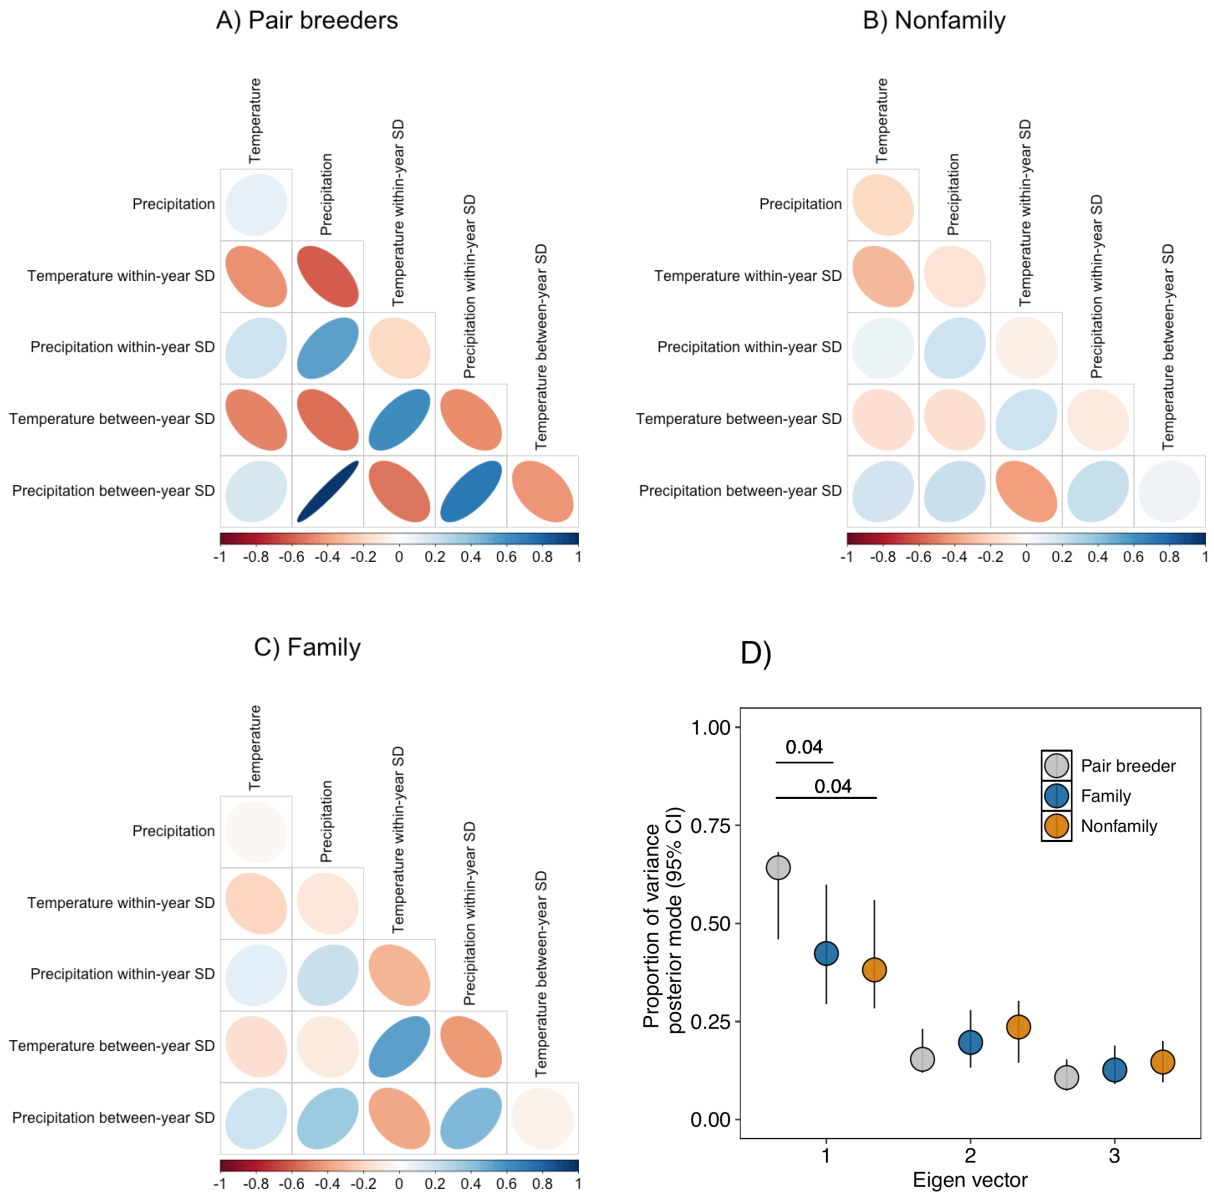 A) Pair breeders
Temperature
Precipitation
Temperature within-year SD
Precipitation within-year SD
Temperature between-year SD
Precipitation
Temperature within-year SD
Precipitation within-year SD
Temperature between-year SD
Precipitation between-year SD
-1 -0.8 -0.6 -0.4 -0.2 0 0.2 0.4 0.6 0.8 1
B) Nonfamily
Temperature
Precipitation
Temperature within-year SD
Precipitation within-year SD
Temperature between-year SD
Precipitation
Temperature within-year SD
Precipitation within-year SD
Temperature between-year SD
Precipitation between-year SD
-1 -0.8 -0.6 -0.4 -0.2 0 0.2 0.4 0.6 0.8 1
C) Family
Temperature
Precipitation
Temperature within-year SD
Precipitation within-year SD
Temperature between-year SD
Precipitation
Temperature within-year SD
Precipitation within-year SD
Temperature between-year SD
Precipitation between-year SD
-1 -0.8 -0.6 -0.4 -0.2 0 0.2 0.4 0.6 0.8 1
D)
Proportion of variance
posterior mode (95% CI)
1.00
0.75
0.50
0.25
0.00
0.04
0.04
Pair breeder
Family
Nonfamily
1 2 3
Eigen vector